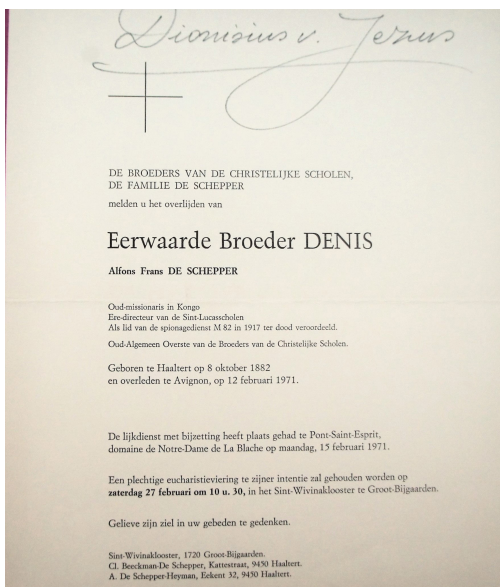 Dionisius v. Jezus
DE BROEDERS VAN DE CHRISTELIJKE SCHOLEN,
DE FAMILIE DE SCHEPPER
melden u het overlijden van
Eerwaarde Broeder DENIS
Alfons Frans DE SCHEPPER
Oud-missionaris in Kongo
Ere-directeur van de Sint-Lucasscholen
Als lid van de spionagedienst M 82 in 1917 ter dood veroordeeld.
Oud-Algemeen Overste van de Broeders van de Christelijke Scholen.
Geboren te Haaltert op 8 oktober 1882
en overleden te Avignon, op 12 februari 1971.
De lijkdienst met bijzetting heeft plaats gehad te Pont-Saint-Esprit,
domaine de Notre-Dame de La Blache op maandag, 15 februari 1971.
Een plechtige eucharistieviering te zijner intentie zal gehouden worden op
zaterdag 27 februari om 10 u. 30, in het Sint-Wivinaklooster te Groot-Bijgaarden.
Gelieve zijn ziel in uw gebeden te gedenken.
Sint-Wivinaklooster, 1720 Groot-Bijgaarden.
Cl. Beeckman-De Schepper, Kattestraat, 9450 Haaltert.
A. De Schepper-Heyman, Eekent 32, 9450 Haaltert.